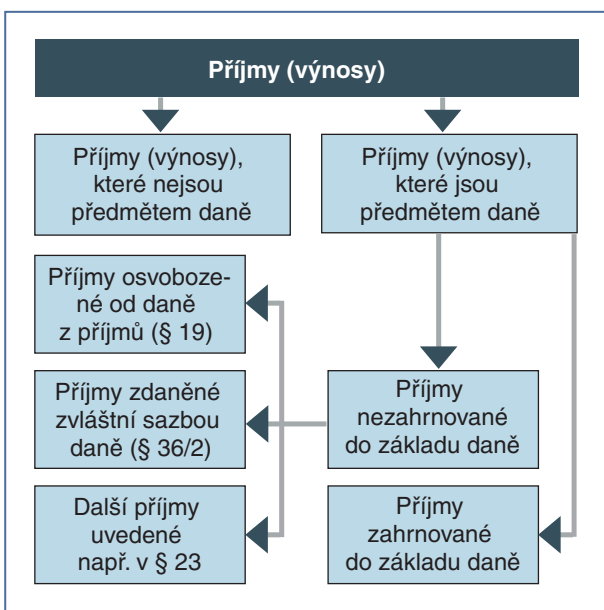 Příjmy (výnosy)
Příjmy (výnosy),
které nejsou
předmětem daně
Příjmy (výnosy),
které jsou
předmětem daně
Příjmy osvoboze-
né od daně
z příjmů (§ 19)
Příjmy zdaněné
zvláštní sazbou
daně (§ 36/2)
Další příjmy
uvedené
např. v § 23
Příjmy
nezahrnované
do základu daně
Příjmy
zahrnované
do základu daně